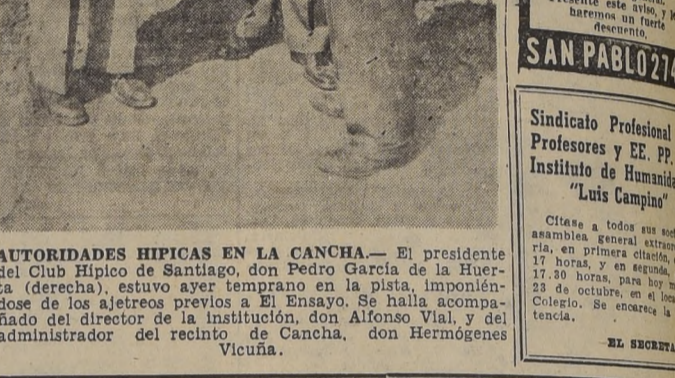 AUTORIDADES HIPICAS EN LA CANCHA.— El presidente
del Club Hípico de Santiago, don Pedro García de la Huer-
ta (derecha), estuvo ayer temprano en la pista, imponién-
dose de los ajetreos previos a El Ensayo. Se halla acompa-
ñado del director de la institución, don Alfonso Vial, y del
administrador del recinto de Cancha, don Hermógenes
Vicuña.
este aviso, y
haremos un fuerte
descuento.
SAN PABLO 274
Sindicato Profesional
Profesores y EE. PP.
Instituto de Humanida
"Luis Campino"
Cítase a todos sus soc
asamblea general extraor
ria, en primera citación,
17 horas, y en segunda,
17.30 horas, para hoy m
23 de octubre, en el loca
Colegio. Se encarece la
tencia.
EL SECRETA